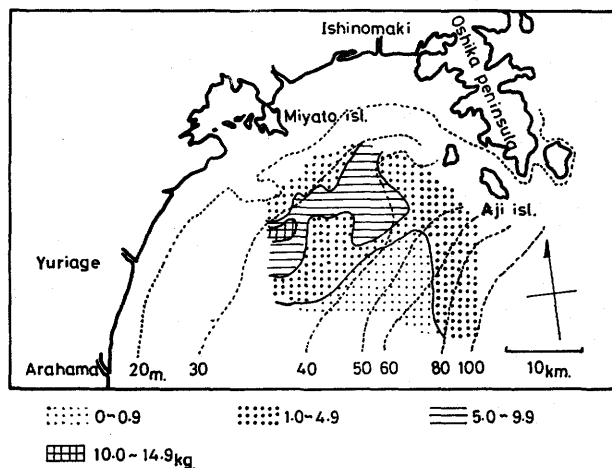 Ishinomaki
Oshika peninsula
Miyato isl.
Aji isl.
Yuriage
Arahama
20m. 30 40 50 60 80 100 10km.
0~0.9 1.0~4.9 5.0~9.9
10.0~14.9kg